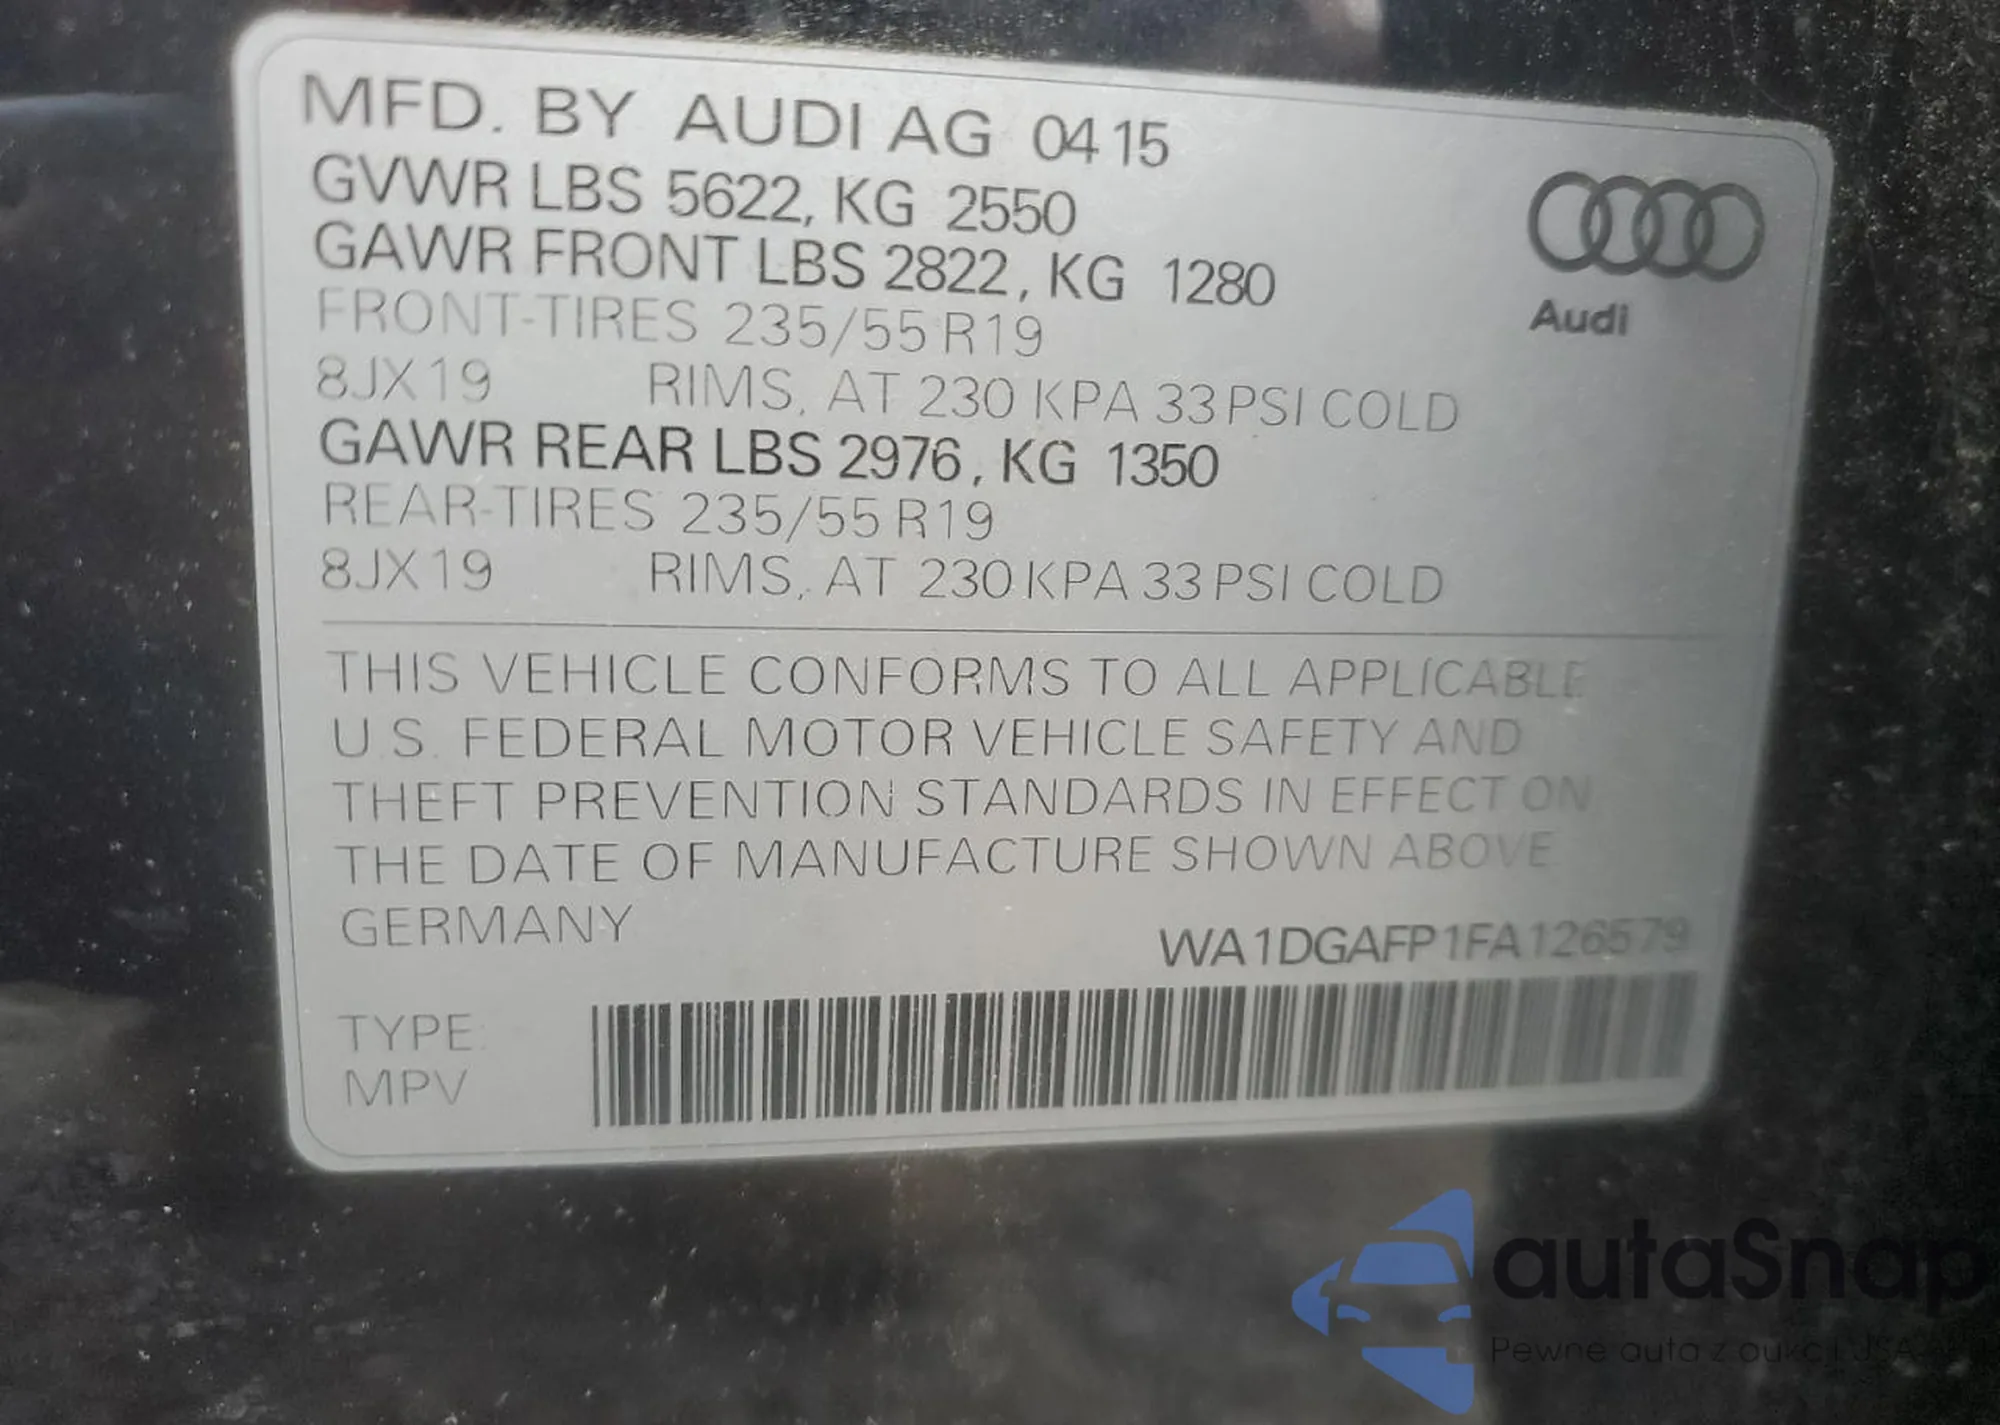 MFD. BY AUDI AG 04 15
GVWR LBS 5622, KG 2550
GAWR FRONT LBS 2822, KG 1280
FRONT-TIRES 235/55 R19
8JX19 RIMS, AT 230 KPA 33 PSI COLD
GAWR REAR LBS 2976, KG 1350
REAR-TIRES 235/55 R19
8JX19 RIMS, AT 230 KPA 33 PSI COLD
Audi
THIS VEHICLE CONFORMS TO ALL APPLICABLE
U.S. FEDERAL MOTOR VEHICLE SAFETY AND
THEFT PREVENTION STANDARDS IN EFFECT ON
THE DATE OF MANUFACTURE SHOWN ABOVE
GERMANY
WA1DGAFP1FA126579
TYPE
MPV
autaSnap
Pewne auta z aukcji USA